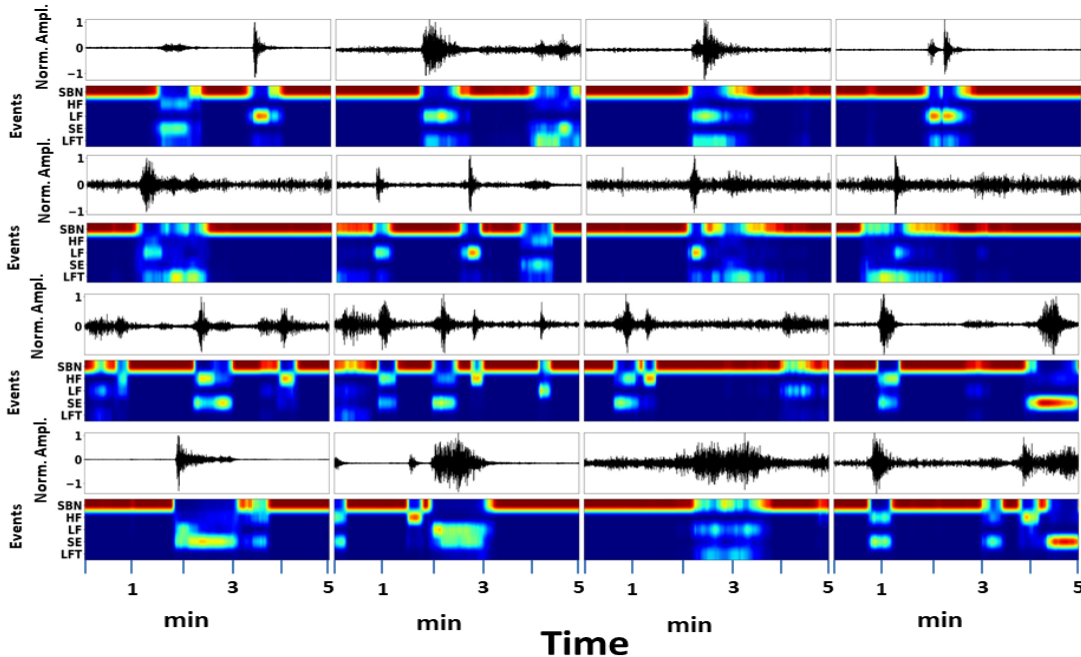 Norm. Ampl.
1
0
−1
Events
SBN
HF
LF
SE
LFT
Norm. Ampl.
1
0
−1
Events
SBN
HF
LF
SE
LFT
Norm. Ampl.
1
0
Events
SBN
HF
LF
SE
LFT
Norm. Ampl.
1
0
−1
Events
SBN
HF
LF
SE
LFT
1 3 5 1 3 5 1 3 5 1 3 5
min min min min
Time